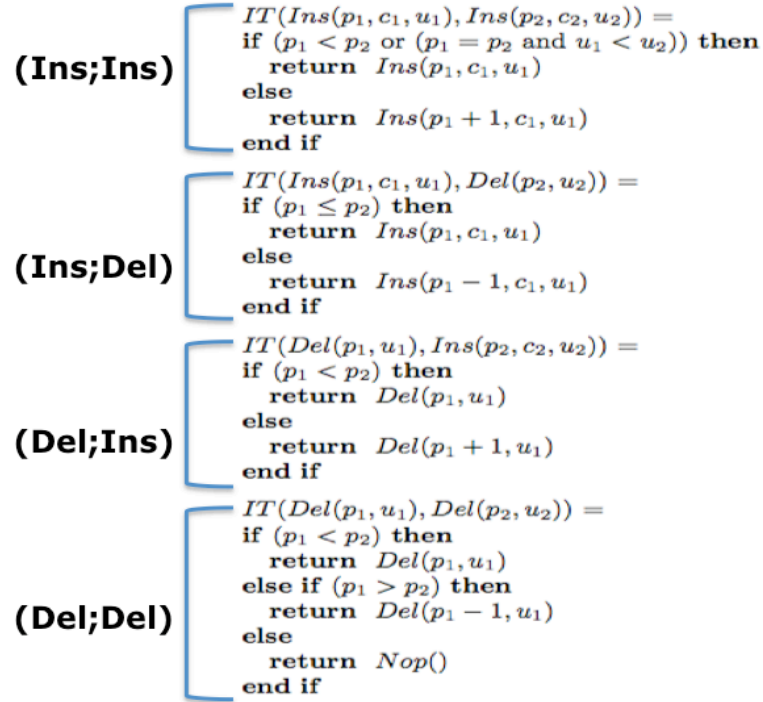 (Ins;Ins)
IT(Ins(p₁, c₁, u₁), Ins(p₂, c₂, u₂)) =
if (p₁ < p₂ or (p₁ = p₂ and u₁ < u₂)) then
return Ins(p₁, c₁, u₁)
else
return Ins(p₁ + 1, c₁, u₁)
end if
(Ins;Del)
IT(Ins(p₁, c₁, u₁), Del(p₂, u₂)) =
if (p₁ ≤ p₂) then
return Ins(p₁, c₁, u₁)
else
return Ins(p₁ − 1, c₁, u₁)
end if
(Del;Ins)
IT(Del(p₁, u₁), Ins(p₂, c₂, u₂)) =
if (p₁ < p₂) then
return Del(p₁, u₁)
else
return Del(p₁ + 1, u₁)
end if
(Del;Del)
IT(Del(p₁, u₁), Del(p₂, u₂)) =
if (p₁ < p₂) then
return Del(p₁, u₁)
else if (p₁ > p₂) then
return Del(p₁ − 1, u₁)
else
return Nop()
end if